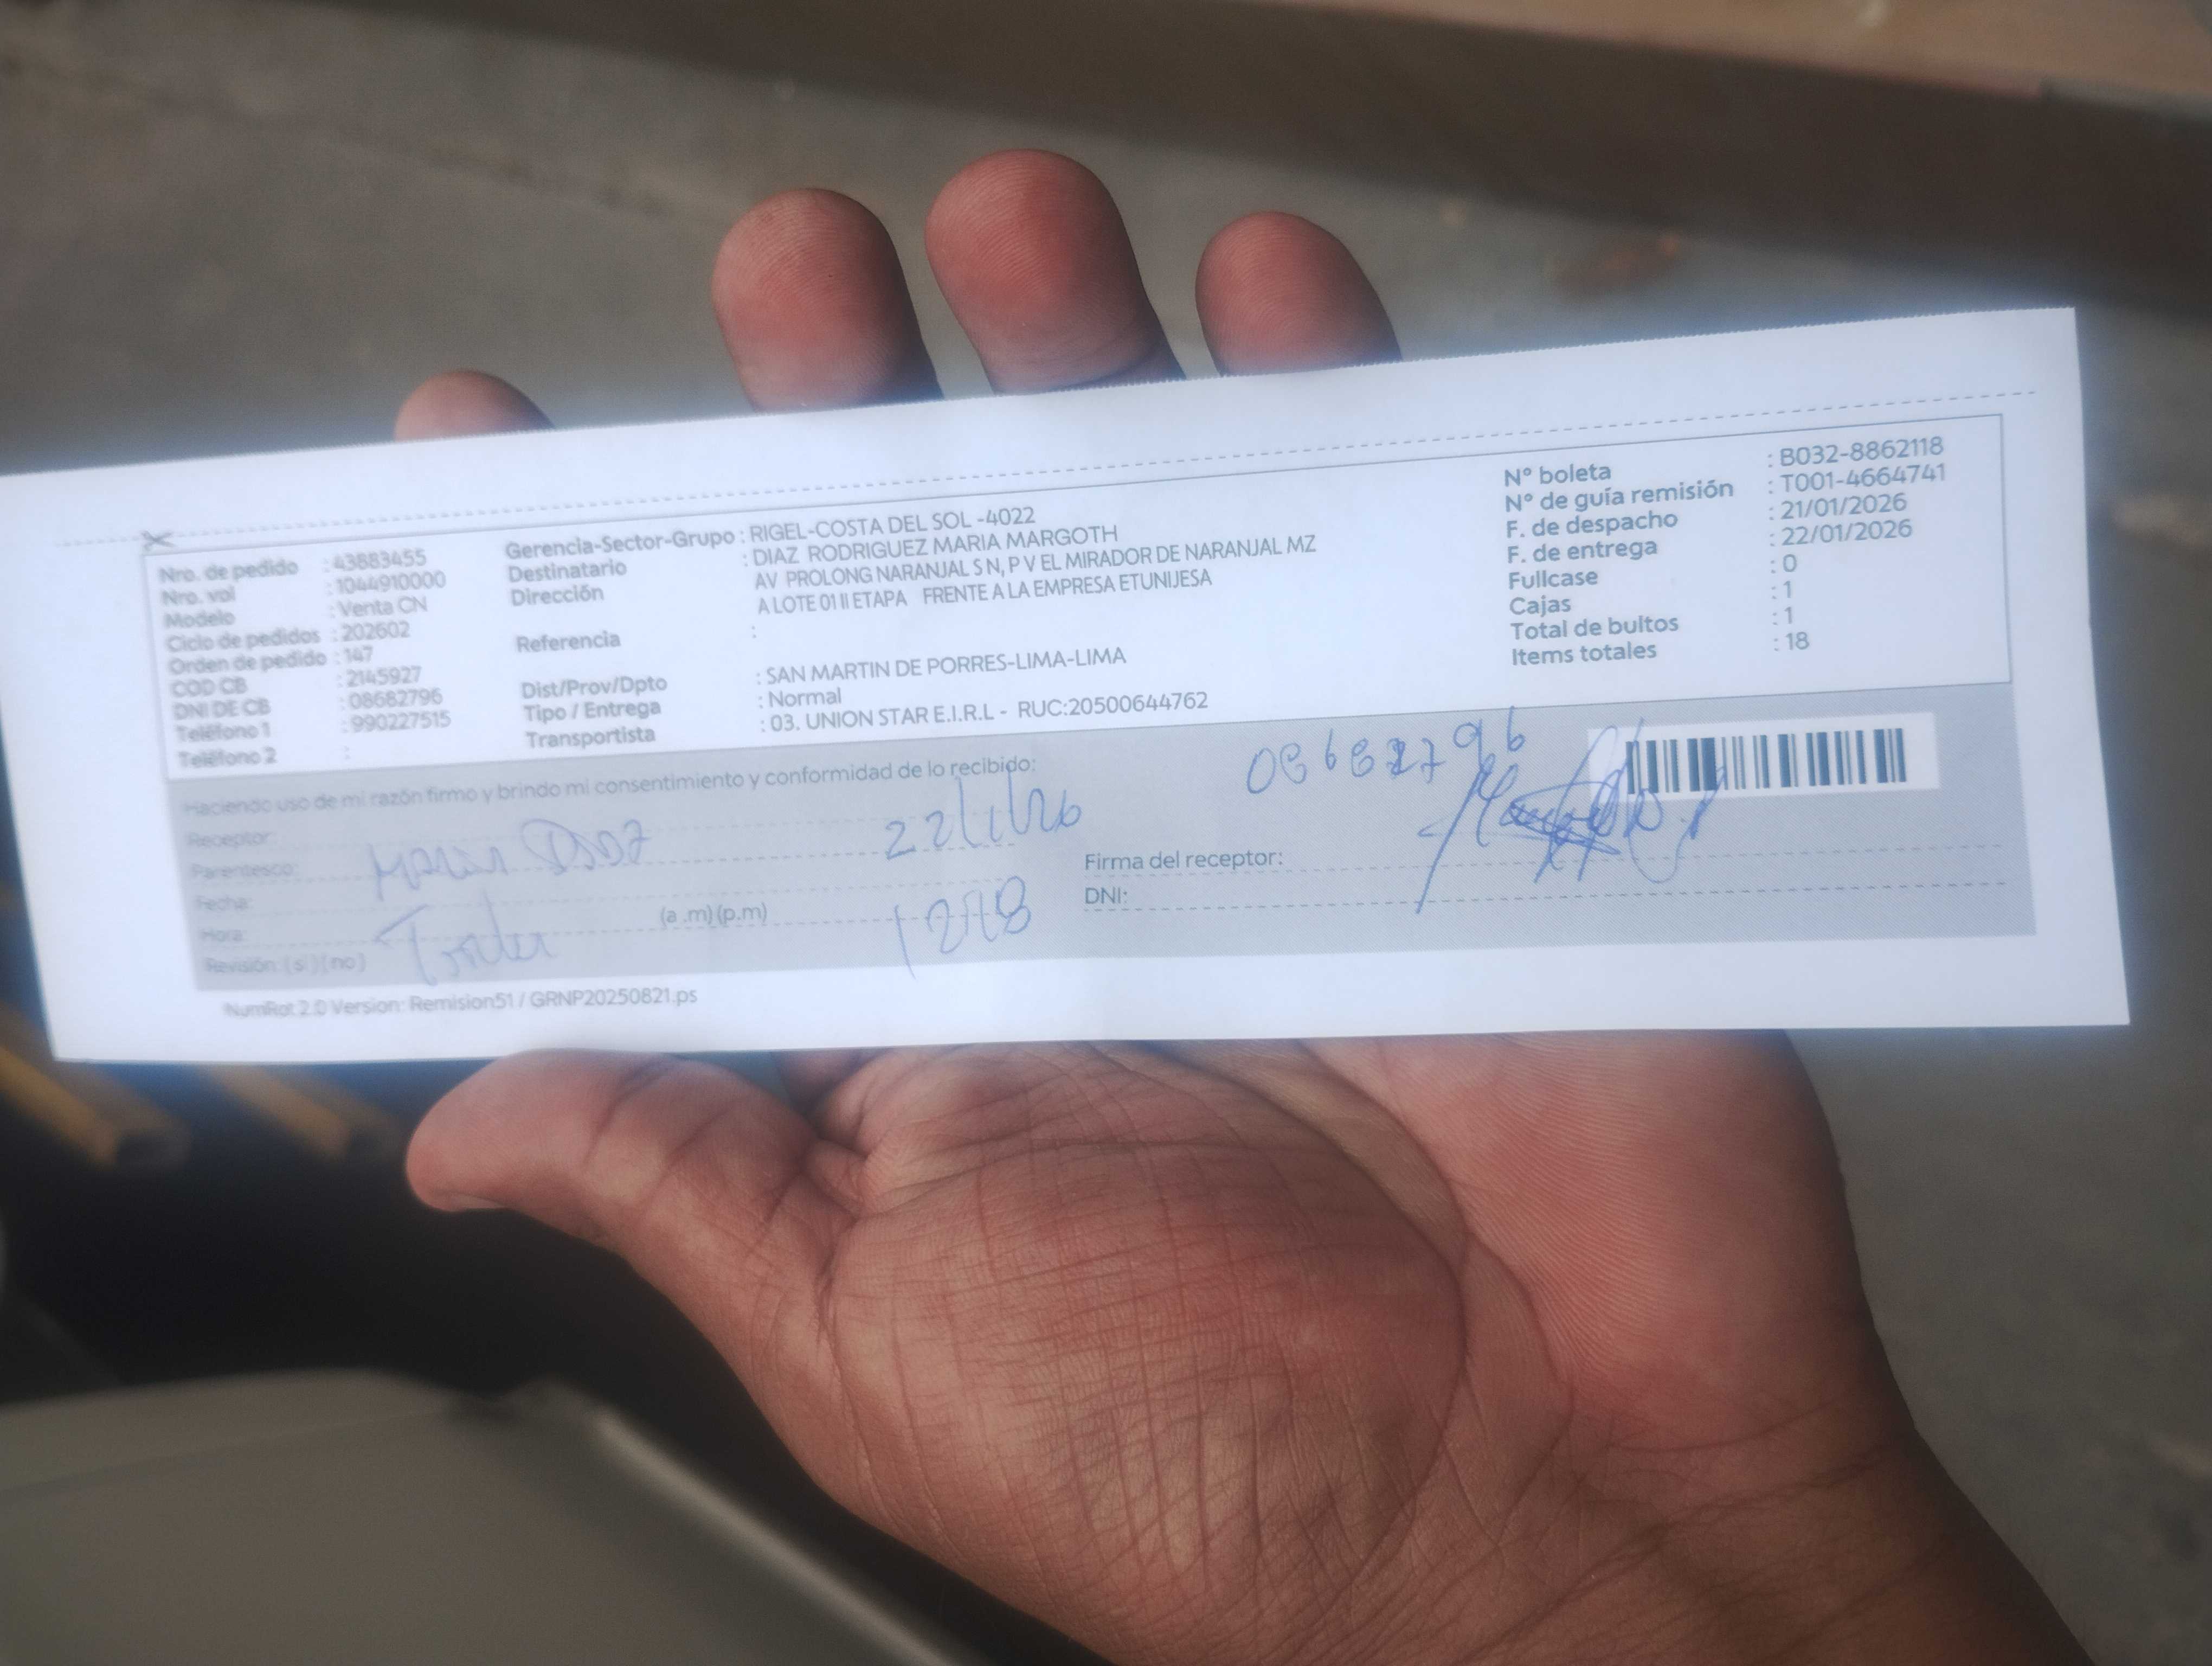 Nro. de pedido : 43883455
Nro. vol : 1044910000
Modelo : Venta CN
Ciclo de pedidos : 202602
Orden de pedido : 147
COD CB : 2145927
DNI DE CB : 08682796
Teléfono 1 : 990227515
Teléfono 2 :
Gerencia-Sector-Grupo : RIGEL-COSTA DEL SOL -4022
Destinatario : DIAZ RODRIGUEZ MARIA MARGOTH
Dirección AV PROLONG NARANJAL S N, P V EL MIRADOR DE NARANJAL MZ
A LOTE 01 II ETAPA FRENTE A LA EMPRESA ETUNIJESA
Referencia :
Dist/Prov/Dpto : SAN MARTIN DE PORRES-LIMA-LIMA
Tipo / Entrega : Normal
Transportista : 03. UNION STAR E.I.R.L - RUC:20500644762
N° boleta : B032-8862118
N° de guía remisión : T001-4664741
F. de despacho : 21/01/2026
F. de entrega : 22/01/2026
Fullcase : 0
Cajas : 1
Total de bultos : 1
Items totales : 18
Haciendo uso de mi razón firmo y brindo mi consentimiento y conformidad de lo recibido:
Receptor:
Parentesco:
Fecha:
Hora: (a .m) (p.m)
Revisión: (si) (no)
22/1/26
08682796
Firma del receptor:
DNI:
NumRot 2.0 Version: Remision51 / GRNP20250821.ps